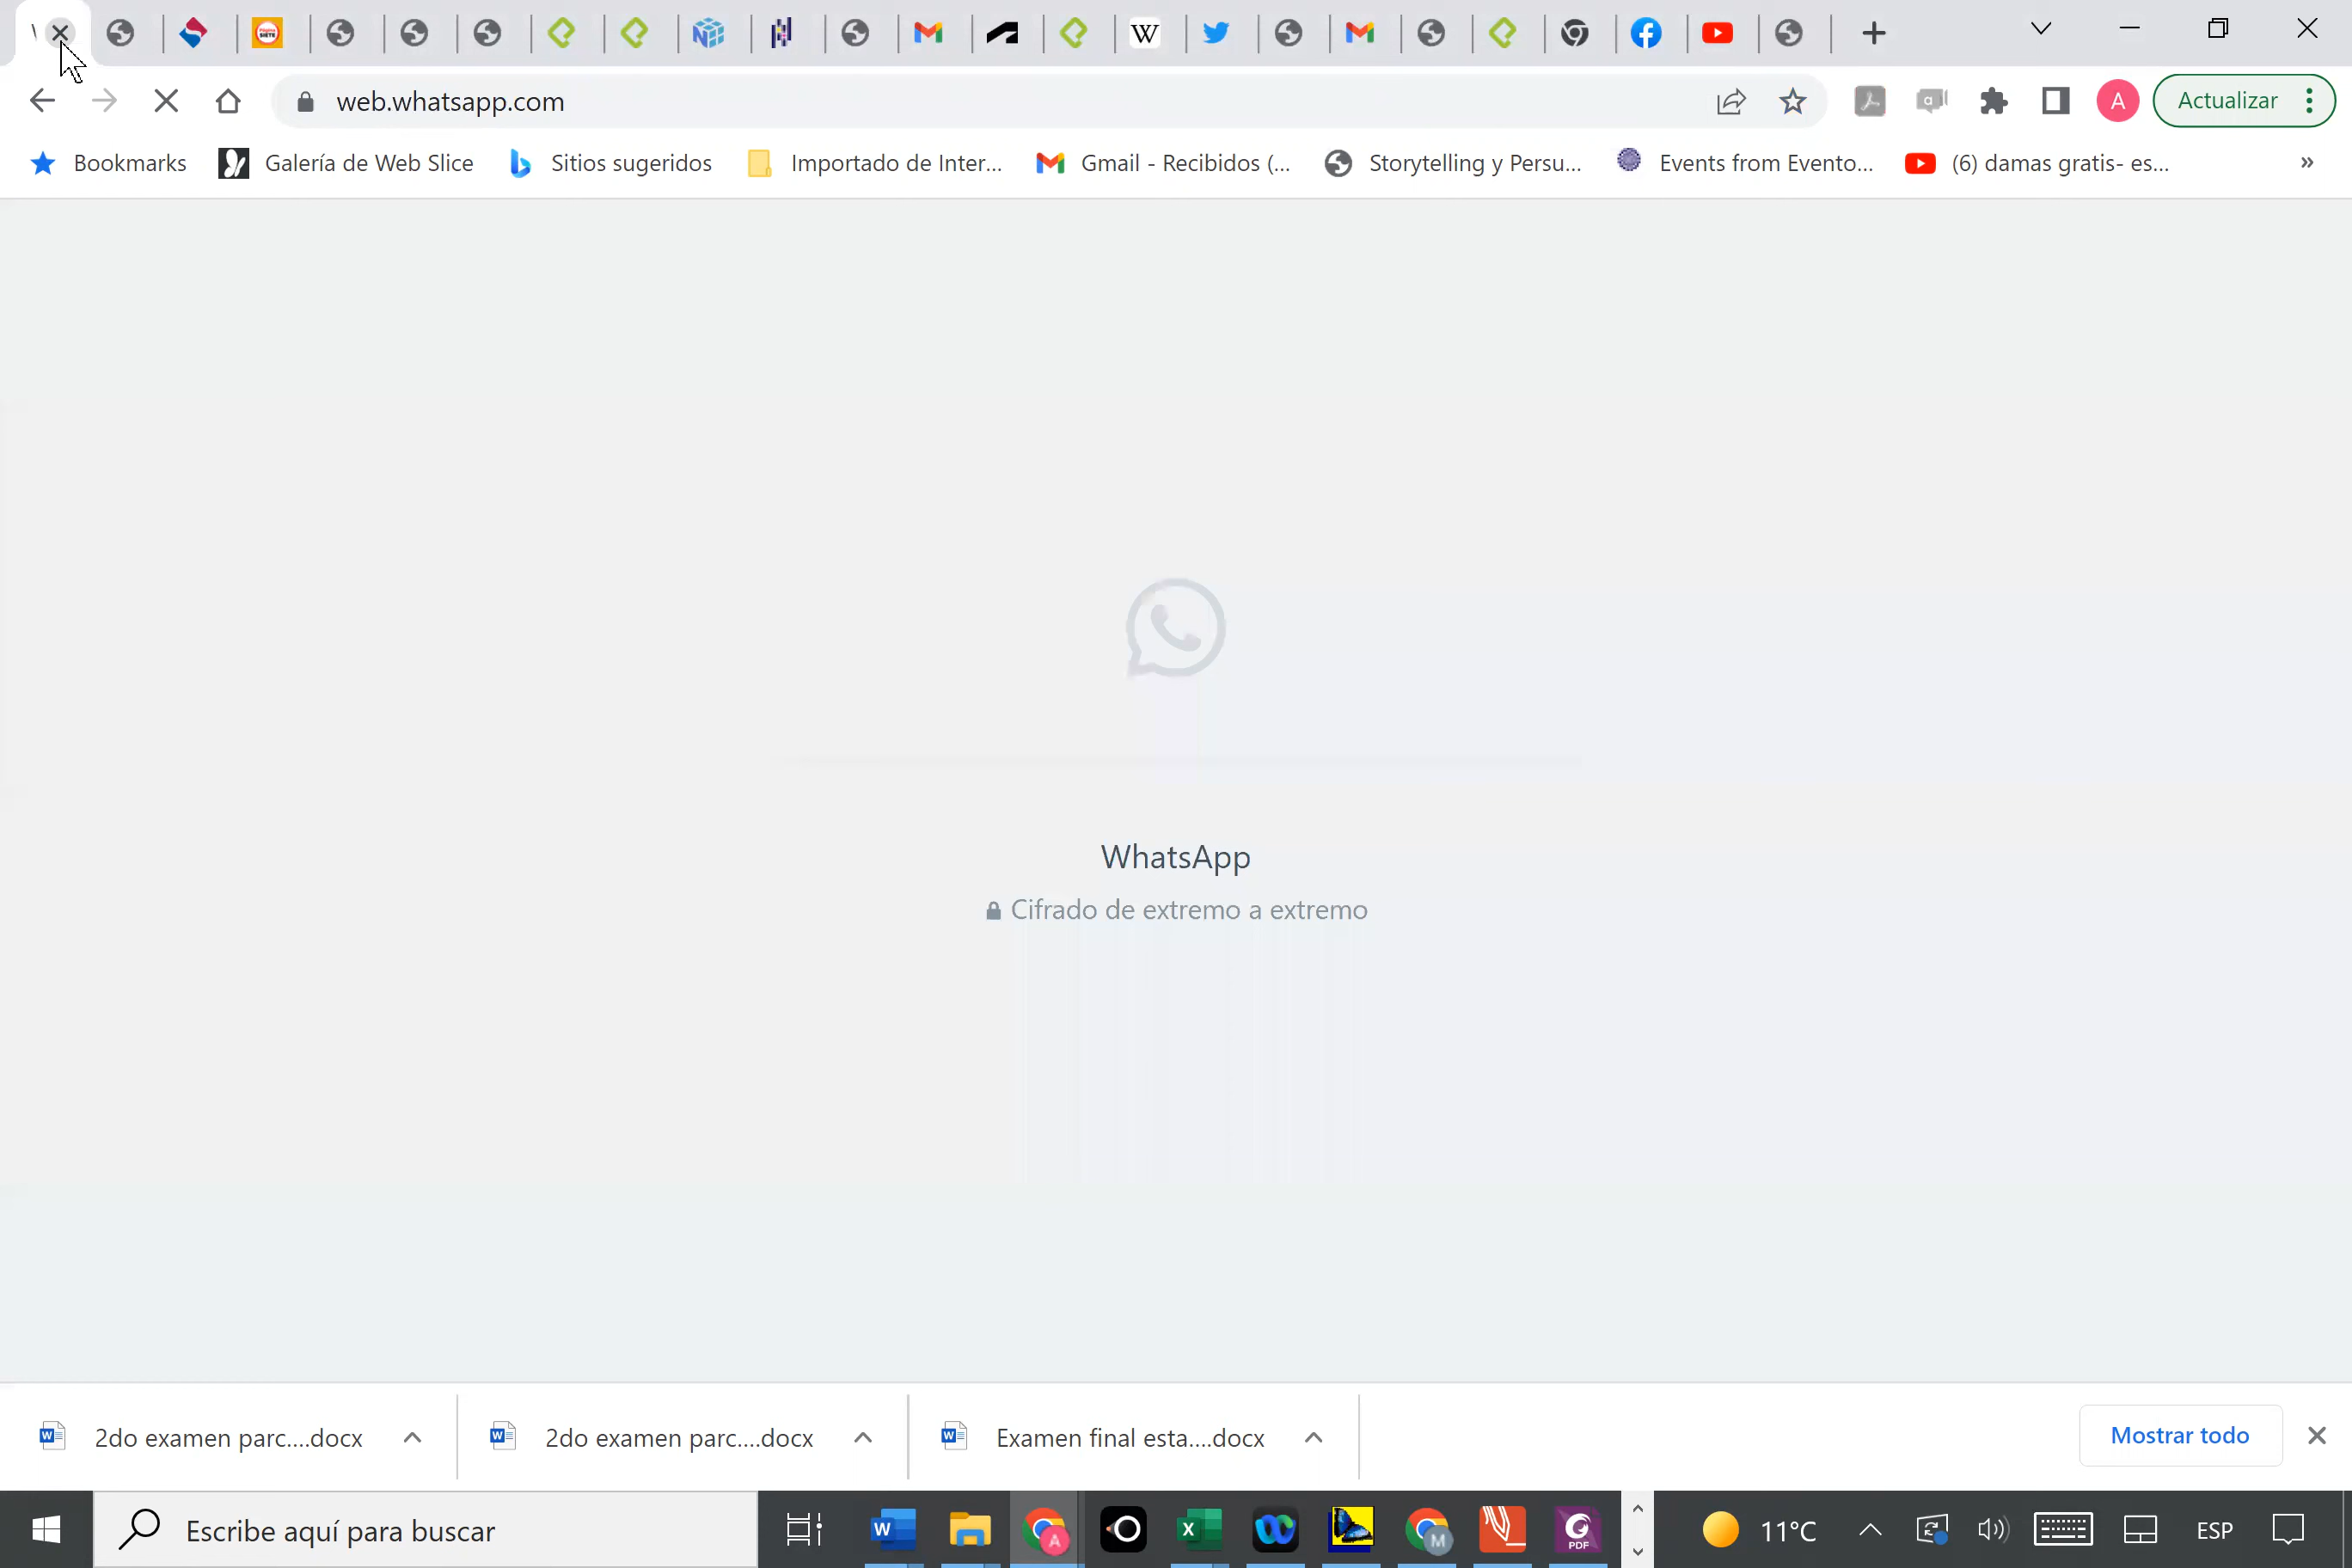 web.whatsapp.com
A
Actualizar
Bookmarks
Galería de Web Slice
Sitios sugeridos
Importado de Inter...
Gmail - Recibidos (...
Storytelling y Persu...
Events from Evento...
(6) damas gratis- es...
»
WhatsApp
Cifrado de extremo a extremo
2do examen parc....docx
2do examen parc....docx
Examen final esta....docx
Mostrar todo
Escribe aquí para buscar
11°C
ESP